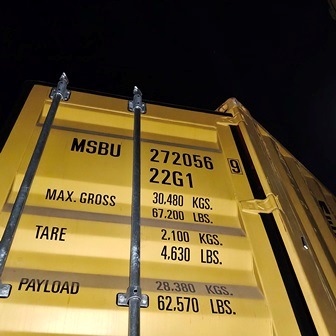 MSBU 272056 9
22G1
MAX. GROSS 30,480 KGS.
67.200 LBS.
TARE 2.100 KGS.
4.630 LBS.
PAYLOAD 28.380 KGS.
62,570 LBS.